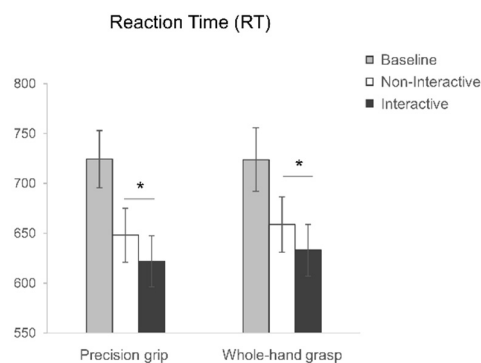 Reaction Time (RT)
Baseline
Non-Interactive
Interactive
800
750
700
650
600
550
*
*
Precision grip
Whole-hand grasp